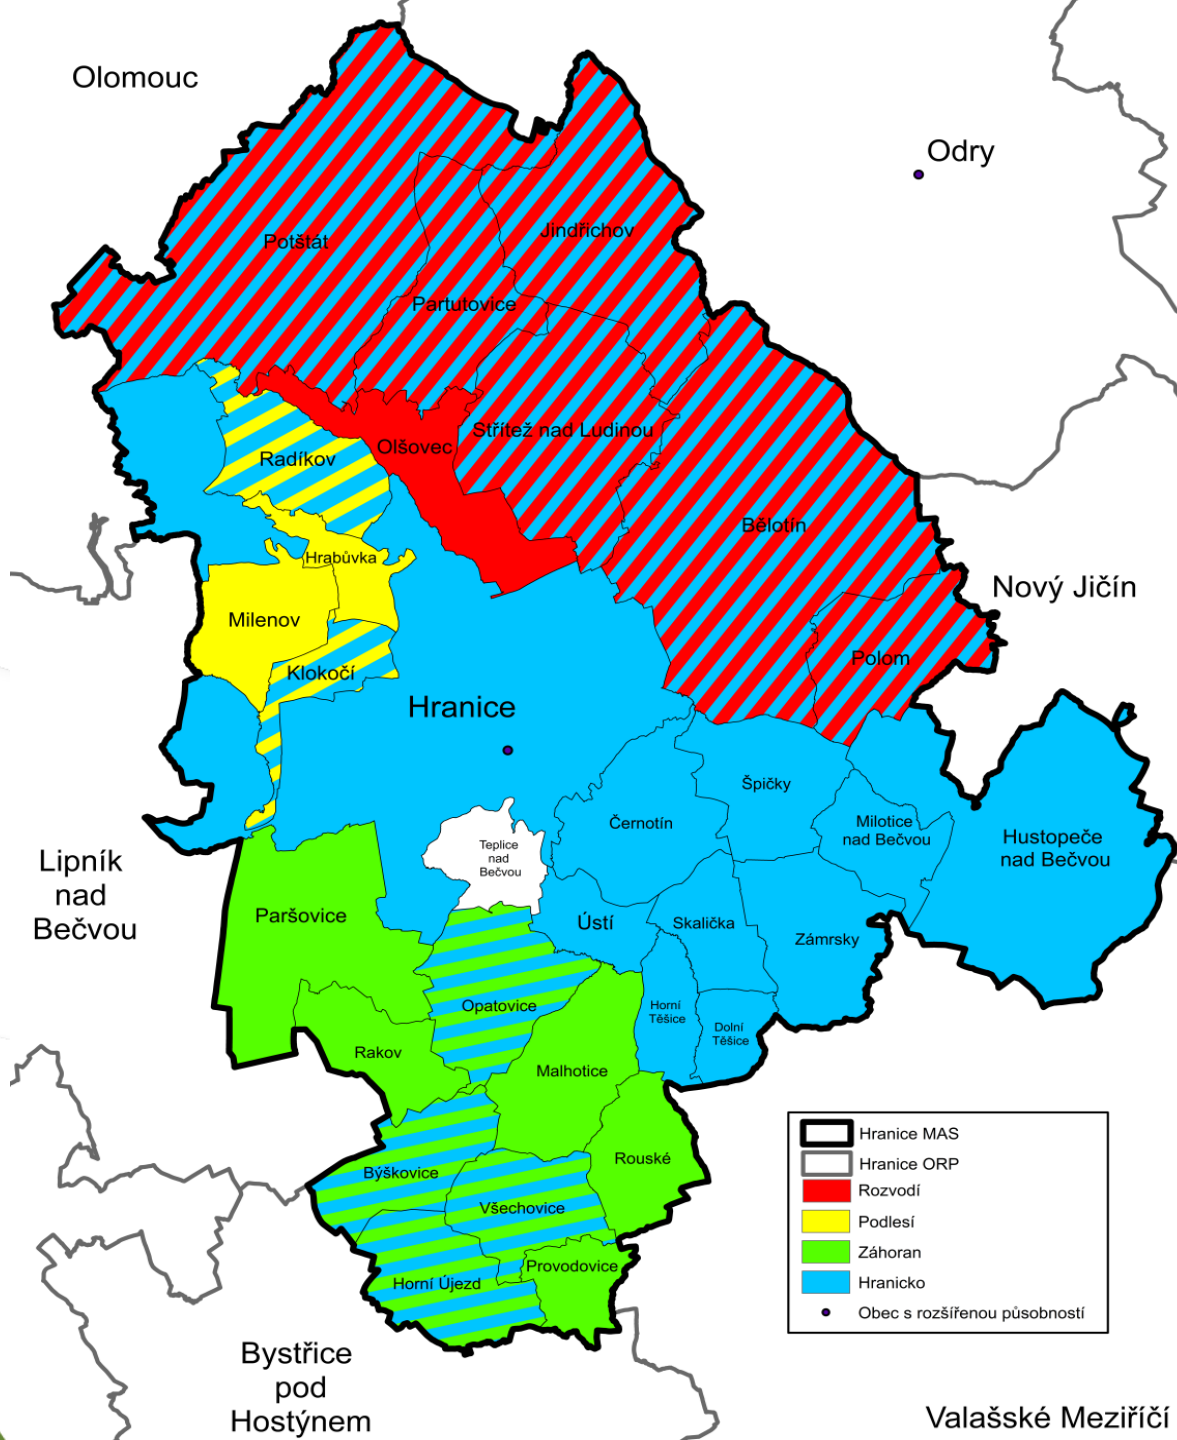 Olomouc
Odry
Potštát
Jindřichov
Partutovice
Střítež nad Ludinou
Olšovec
Radíkov
Bělotín
Hrabůvka
Nový Jičín
Milenov
Polom
Klokočí
Hranice
Špičky
Černotín
Milotice
nad Bečvou
Hustopeče
nad Bečvou
Teplice
nad
Bečvou
Lipník
nad
Bečvou
Paršovice
Ústí
Skalička
Zámrsky
Opatovice
Horní
Těšice
Dolní
Těšice
Rakov
Malhotice
Rouské
Býškovice
Všechovice
Provodovice
Horní Újezd
Hranice MAS
Hranice ORP
Rozvodí
Podlesí
Záhoran
Hranicko
Obec s rozšířenou působností
Bystřice
pod
Hostýnem
Valašské Meziříčí